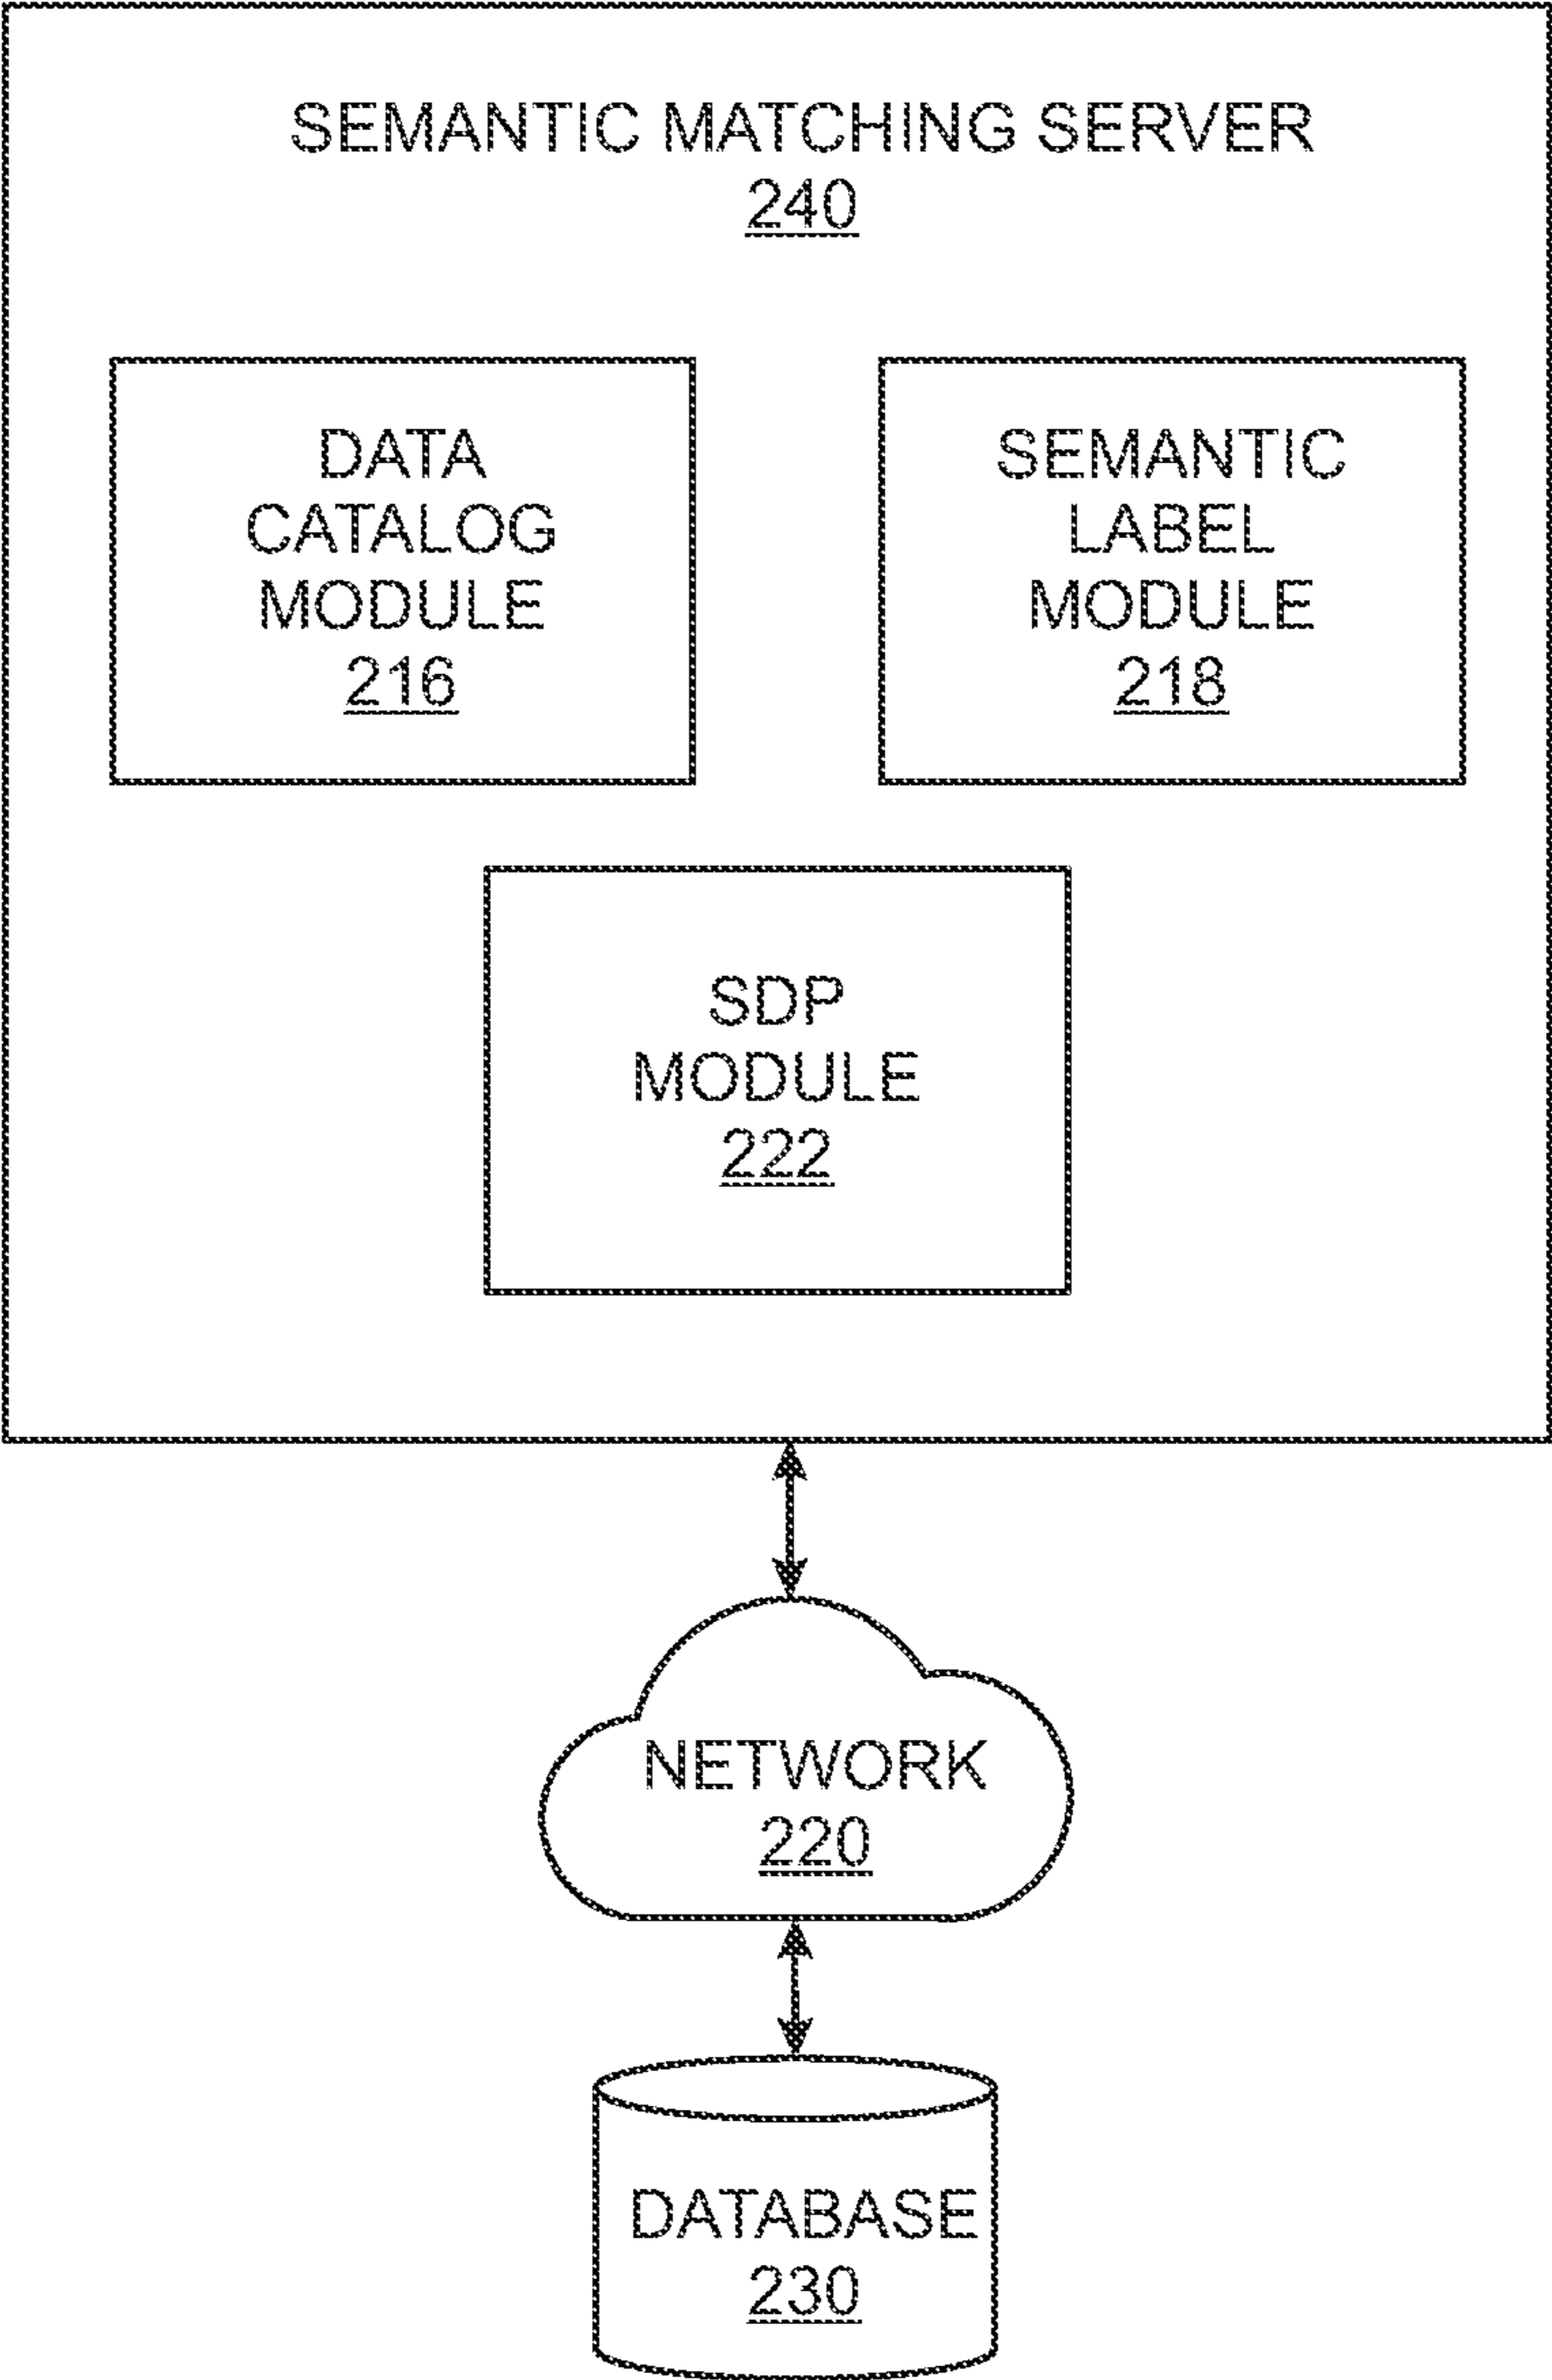 SEMANTIC MATCHING SERVER
240
DATA
CATALOG
MODULE
216
SEMANTIC
LABEL
MODULE
218
SDP
MODULE
222
NETWORK
220
DATABASE
230